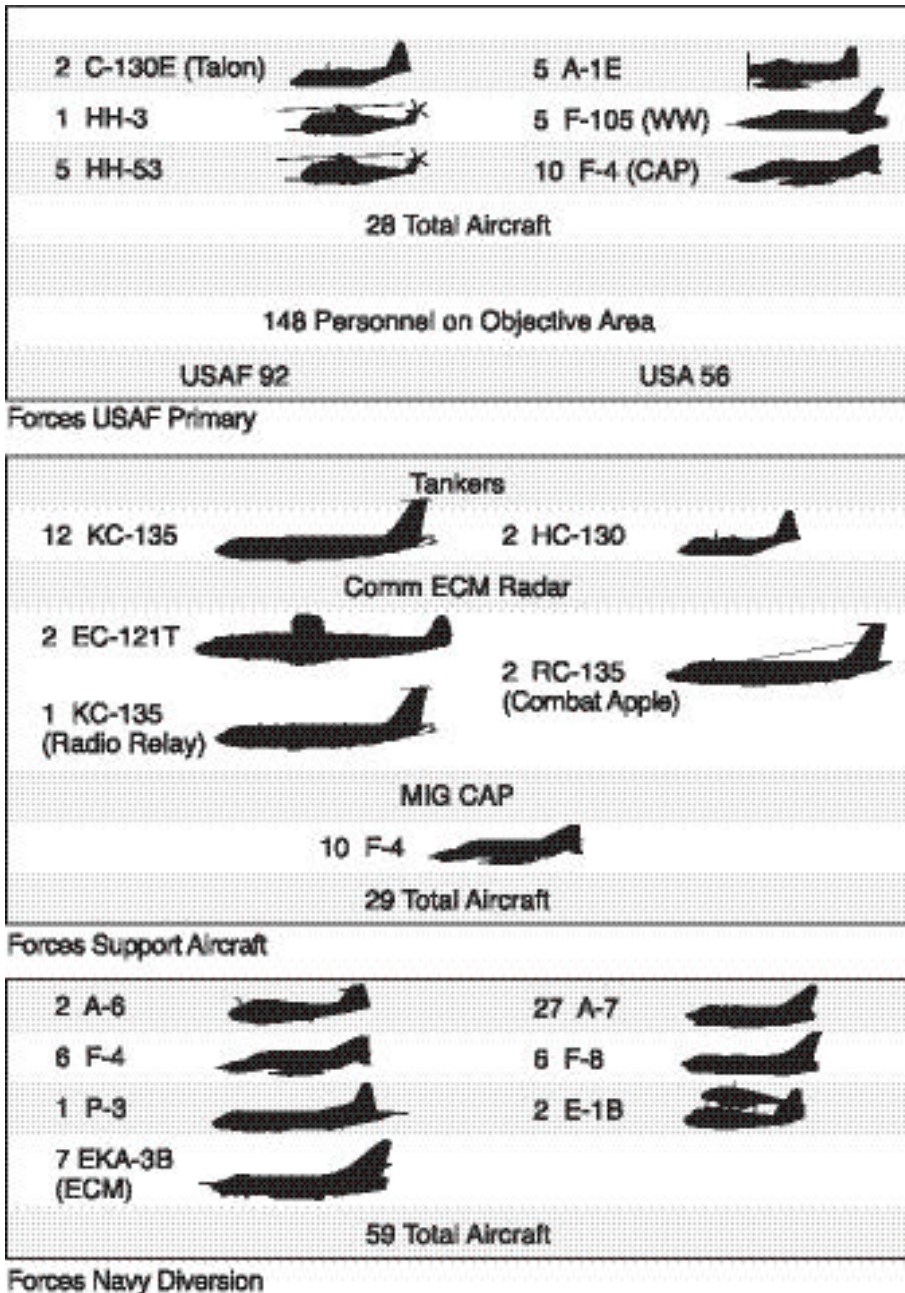 2 C-130E (Talon)
5 A-1E
1 HH-3
5 F-105 (WW)
5 HH-53
10 F-4 (CAP)
28 Total Aircraft
148 Personnel on Objective Area
USAF 92
USA 56
Forces USAF Primary
Tankers
12 KC-135
2 HC-130
Comm ECM Radar
2 EC-121T
2 RC-135
(Combat Apple)
1 KC-135
(Radio Relay)
MIG CAP
10 F-4
29 Total Aircraft
Forces Support Aircraft
2 A-6
27 A-7
6 F-4
6 F-8
1 P-3
2 E-1B
7 EKA-3B
(ECM)
59 Total Aircraft
Forces Navy Diversion